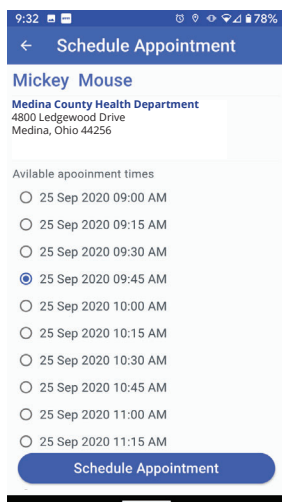 9:32 78%
← Schedule Appointment
Mickey Mouse
Medina County Health Department
4800 Ledgewood Drive
Medina, Ohio 44256
Avilable apooinment times
25 Sep 2020 09:00 AM
25 Sep 2020 09:15 AM
25 Sep 2020 09:30 AM
25 Sep 2020 09:45 AM
25 Sep 2020 10:00 AM
25 Sep 2020 10:15 AM
25 Sep 2020 10:30 AM
25 Sep 2020 10:45 AM
25 Sep 2020 11:00 AM
25 Sep 2020 11:15 AM
Schedule Appointment